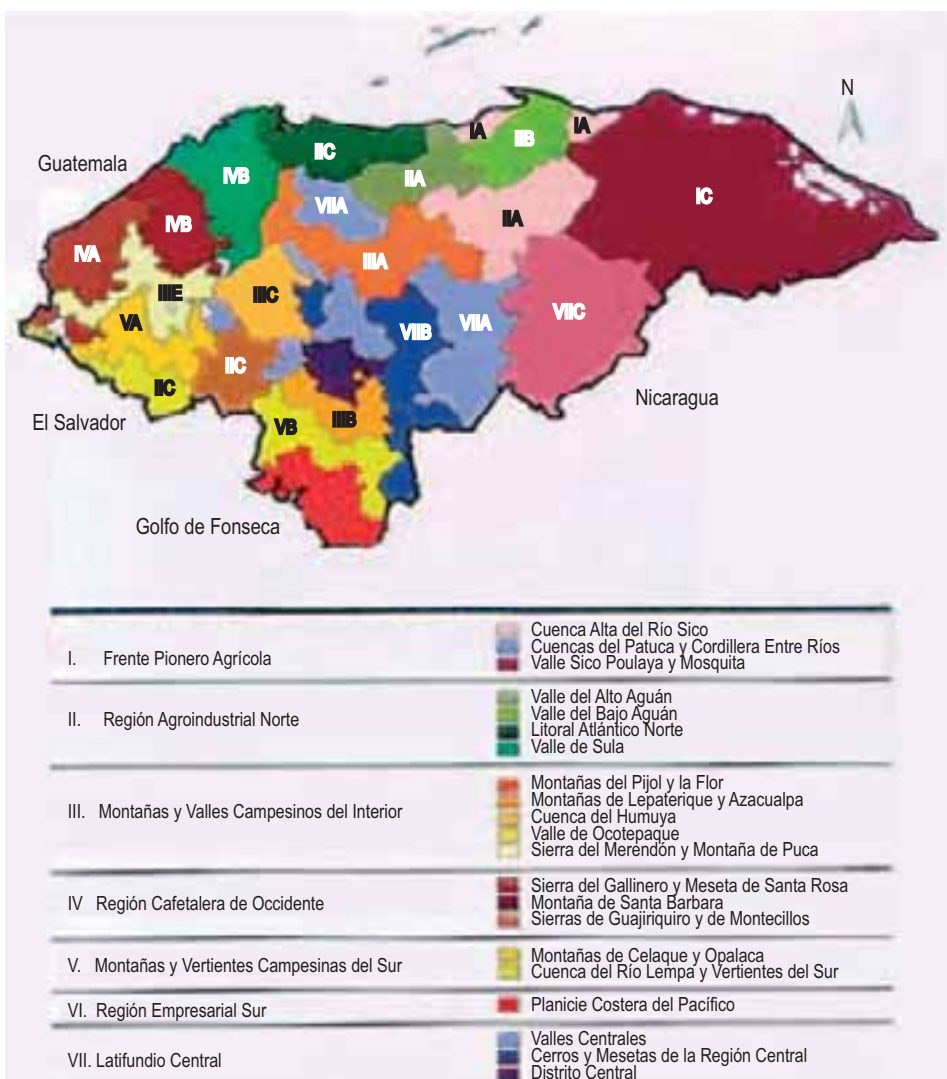 N
Guatemala
IA
IA
IIC
IIB
IVB
IIA
IC
VIIA
IVB
IIA
IVA
IIIA
IIIE
IIIC
VA
VIIB
VIIA
VIIC
IIC
IIC
Nicaragua
El Salvador
VB
IIIB
Golfo de Fonseca
I. Frente Pionero Agrícola
Cuenca Alta del Río Sico
Cuencas del Patuca y Cordillera Entre Ríos
Valle Sico Poulaya y Mosquita
II. Región Agroindustrial Norte
Valle del Alto Aguán
Valle del Bajo Aguán
Litoral Atlántico Norte
Valle de Sula
III. Montañas y Valles Campesinos del Interior
Montañas del Pijol y la Flor
Montañas de Lepaterique y Azacualpa
Cuenca del Humuya
Valle de Ocotepaque
Sierra del Merendón y Montaña de Puca
IV Región Cafetalera de Occidente
Sierra del Gallinero y Meseta de Santa Rosa
Montaña de Santa Barbara
Sierras de Guajiriquiro y de Montecillos
V. Montañas y Vertientes Campesinas del Sur
Montañas de Celaque y Opalaca
Cuenca del Río Lempa y Vertientes del Sur
VI. Región Empresarial Sur
Planicie Costera del Pacífico
VII. Latifundio Central
Valles Centrales
Cerros y Mesetas de la Región Central
Distrito Central